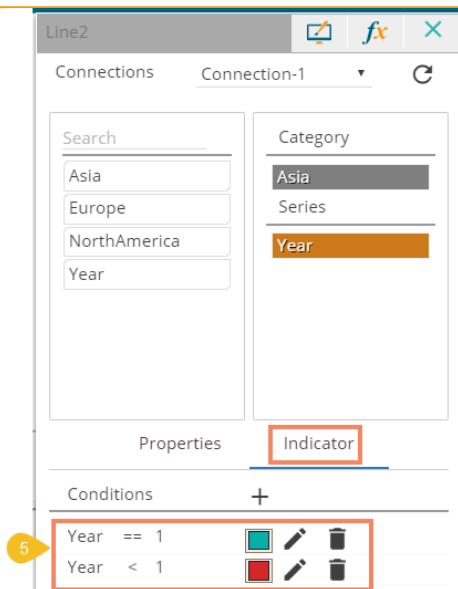 Line2
fx
Connections Connection-1
Search
Asia
Europe
NorthAmerica
Year
Category
Asia
Series
Year
Properties Indicator
Conditions +
5
Year == 1
Year < 1